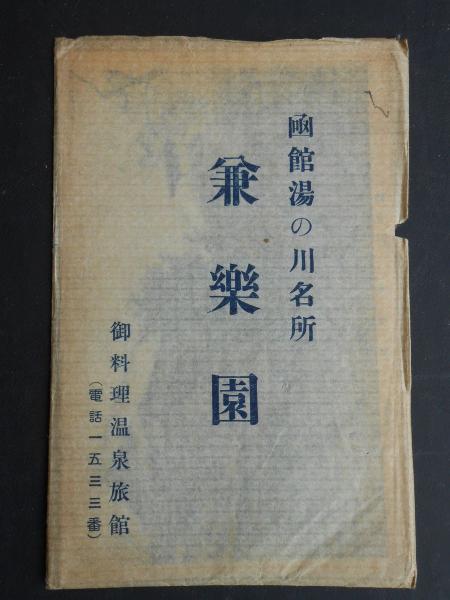 函館湯の川名所
兼樂園
御料理温泉旅館
(電話一五三三番)